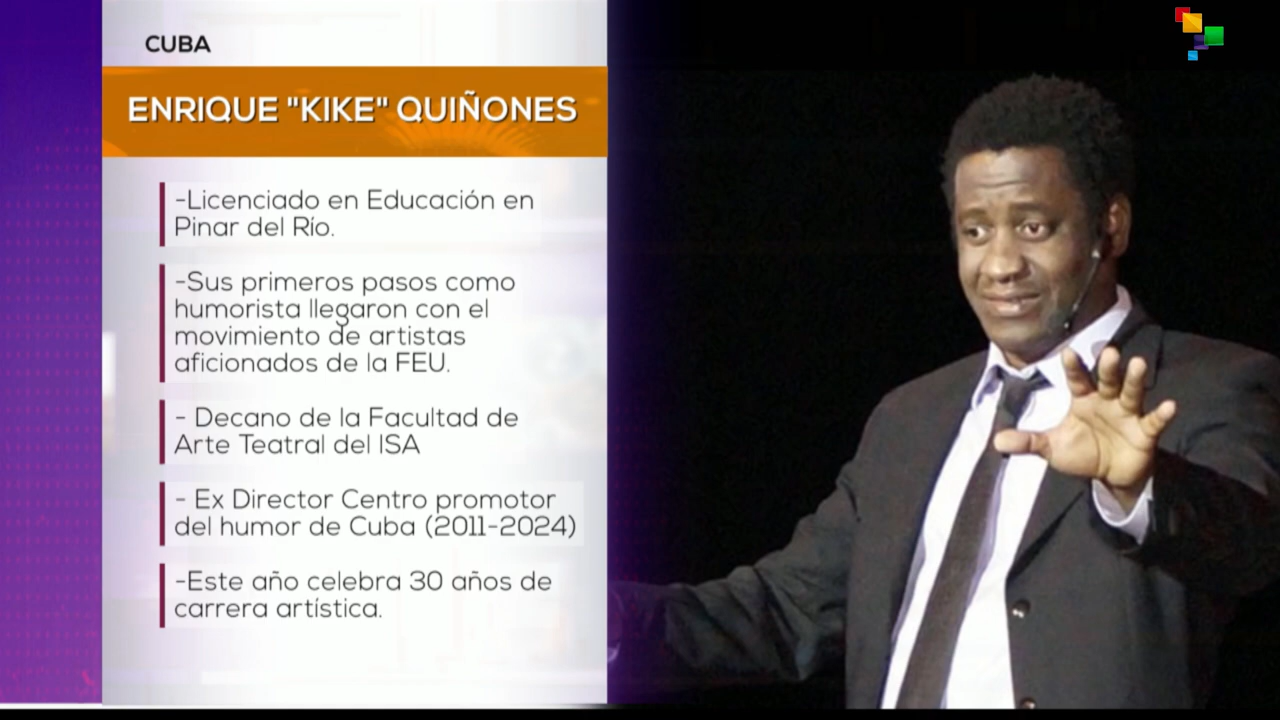 CUBA
ENRIQUE "KIKE" QUIÑONES
-Licenciado en Educación en
Pinar del Río.
-Sus primeros pasos como
humorista llegaron con el
movimiento de artistas
aficionados de la FEU.
- Decano de la Facultad de
Arte Teatral del ISA
- Ex Director Centro promotor
del humor de Cuba (2011-2024)
-Este año celebra 30 años de
carrera artística.